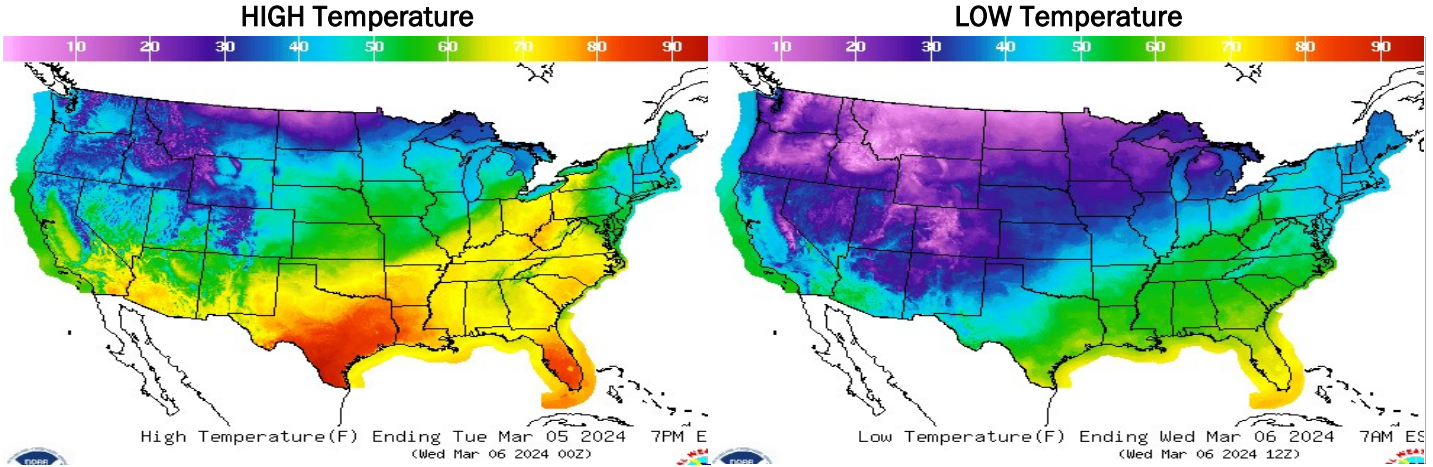 HIGH Temperature
LOW Temperature
10 20 30 40 50 60 70 80 90
10 20 30 40 50 60 70 80 90
High Temperature(F) Ending Tue Mar 05 2024 7PM E
(Wed Mar 06 2024 00Z)
Low Temperature(F) Ending Wed Mar 06 2024 7AM ES
(Wed Mar 06 2024 12Z)